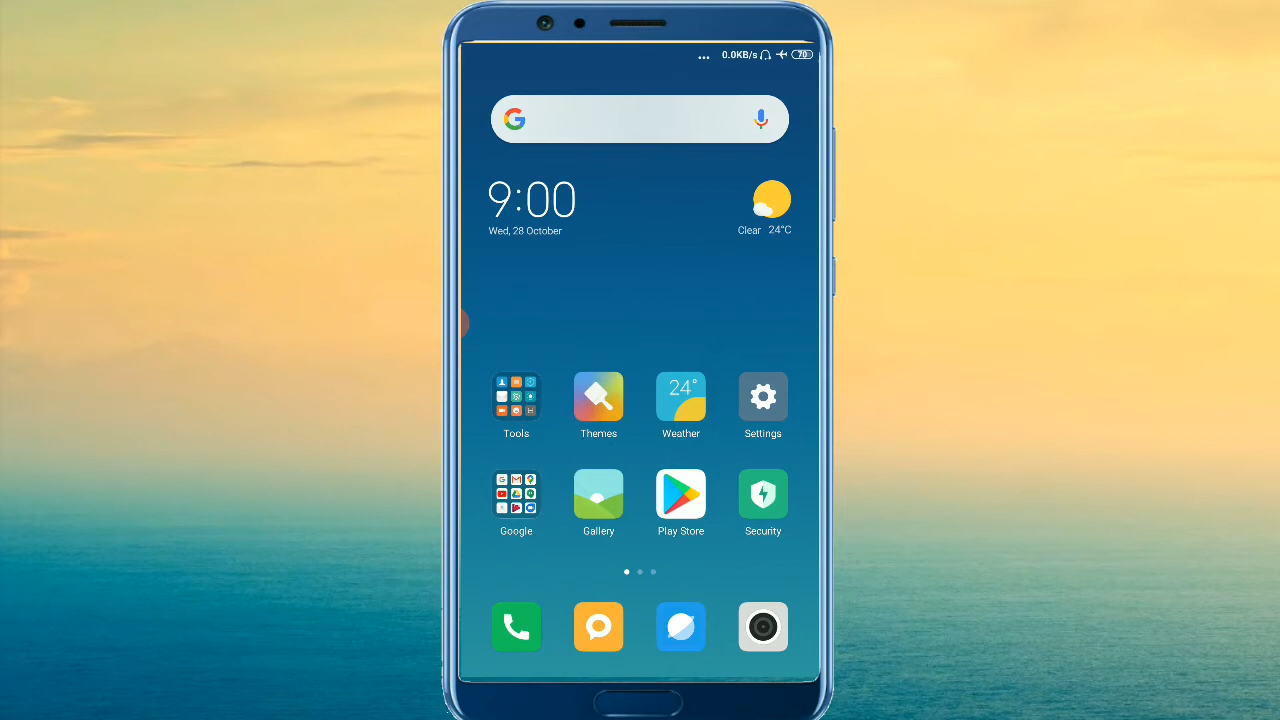 0.0KB/s 70
9:00
Wed, 28 October
Clear 24°C
24°
Tools Themes Weather Settings
Google Gallery Play Store Security